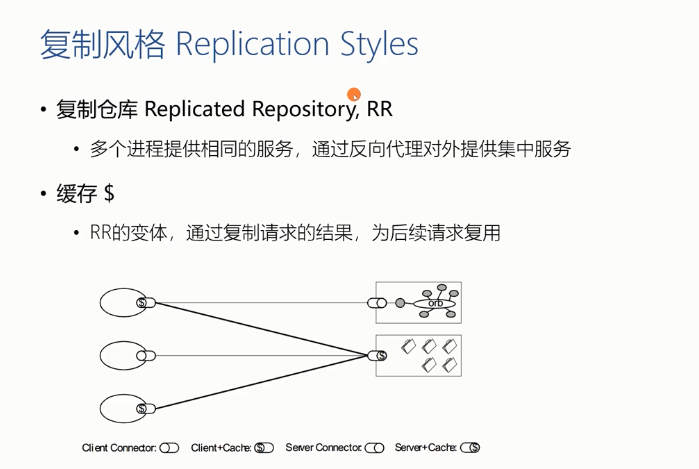 复制风格 Replication Styles
• 复制仓库 Replicated Repository, RR
• 多个进程提供相同的服务，通过反向代理对外提供集中服务
• 缓存 $
• RR的变体，通过复制请求的结果，为后续请求复用
$
orb
$
$
Client Connector: Client+Cache: $ Server Connector: Server+Cache: $